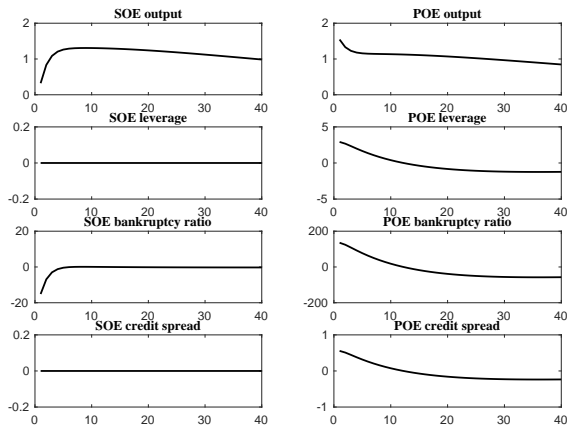 SOE output
POE output
2
1
0
0 10 20 30 40
2
1
0
0 10 20 30 40
SOE leverage
POE leverage
0.2
0
-0.2
0 10 20 30 40
5
0
-5
0 10 20 30 40
SOE bankruptcy ratio
POE bankruptcy ratio
20
0
-20
0 10 20 30 40
200
0
-200
0 10 20 30 40
SOE credit spread
POE credit spread
0.2
0
-0.2
0 10 20 30 40
1
0
-1
0 10 20 30 40